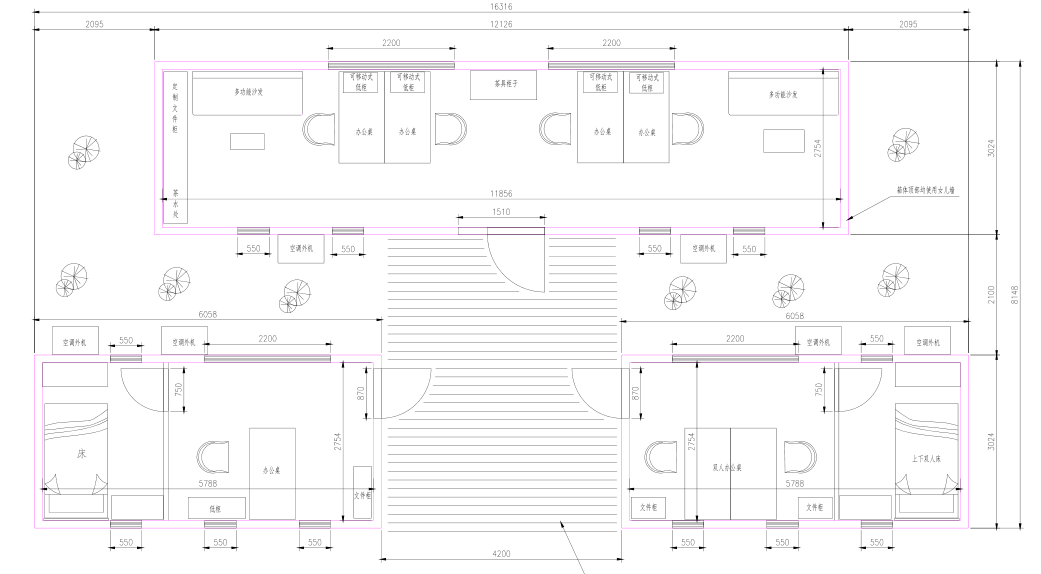 16316
2095
12126
2095
2200
2200
定制文件柜
多功能沙发
可移动式
低柜
可移动式
低柜
茶具柜子
可移动式
低柜
可移动式
低柜
多功能沙发
办公桌
办公桌
办公桌
办公桌
2754
3024
茶水处
11856
箱体顶部均使用女儿墙
1510
550
空调外机
550
550
空调外机
550
2100
8148
6058
6058
空调外机
550
空调外机
2200
2200
空调外机
550
空调外机
750
870
870
750
2754
2754
3024
床
办公桌
双人办公桌
上下双人床
5788
5788
文件柜
低柜
文件柜
文件柜
550
550
550
550
550
550
4200